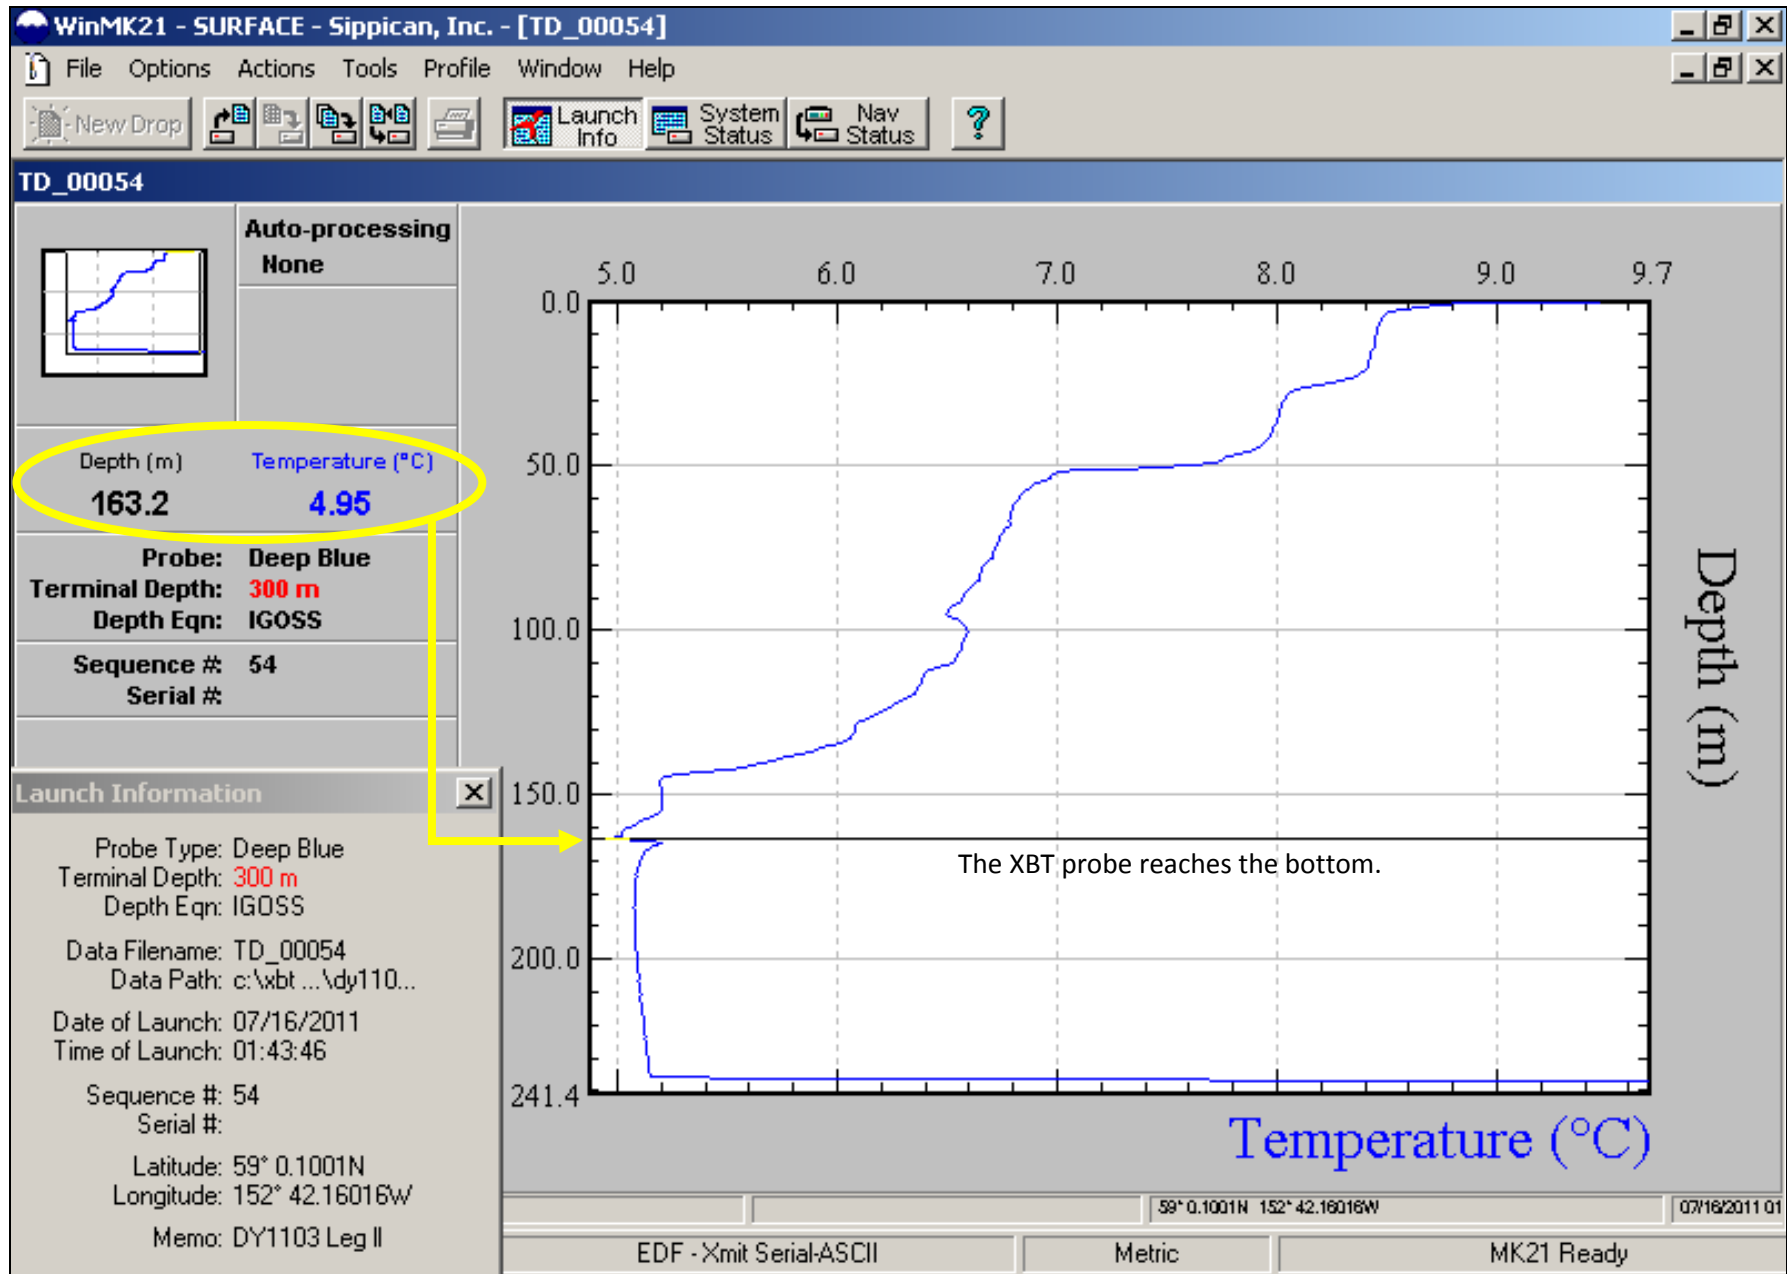 WinMK21 - SURFACE - Sippican, Inc. - [TD_00054]
File Options Actions Tools Profile Window Help
New Drop
Launch Info
System Status
Nav Status
?
TD_00054
Auto-processing
None
Depth (m) Temperature (°C)
163.2 4.95
Probe: Deep Blue
Terminal Depth: 300 m
Depth Eqn: IGOSS
Sequence #: 54
Serial #:
Launch Information
Probe Type: Deep Blue
Terminal Depth: 300 m
Depth Eqn: IGOSS
Data Filename: TD_00054
Data Path: c:\xbt ...\dy110...
Date of Launch: 07/16/2011
Time of Launch: 01:43:46
Sequence #: 54
Serial #:
Latitude: 59° 0.1001N
Longitude: 152° 42.16016W
Memo: DY1103 Leg II
5.0 6.0 7.0 8.0 9.0 9.7
0.0
50.0
100.0
150.0
200.0
241.4
The XBT probe reaches the bottom.
Depth (m)
Temperature (°C)
59° 0.1001N 152° 42.16016W
07/16/2011 01
EDF - Xmit Serial-ASCII
Metric
MK21 Ready